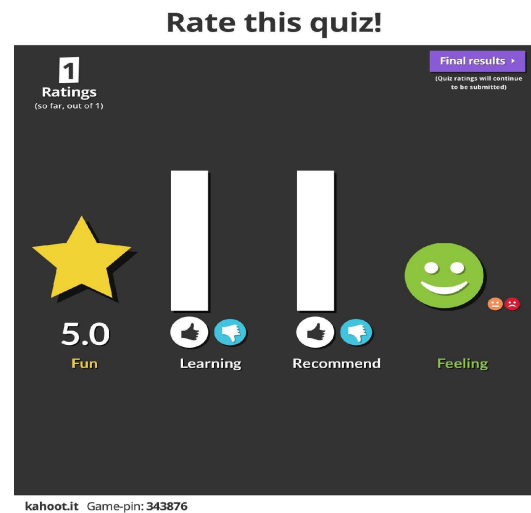 Rate this quiz!
1
Ratings
(so far, out of 1)
Final results
(Quiz ratings will continue
to be submitted)
5.0
Fun
Learning
Recommend
Feeling
kahoot.it Game-pin: 343876